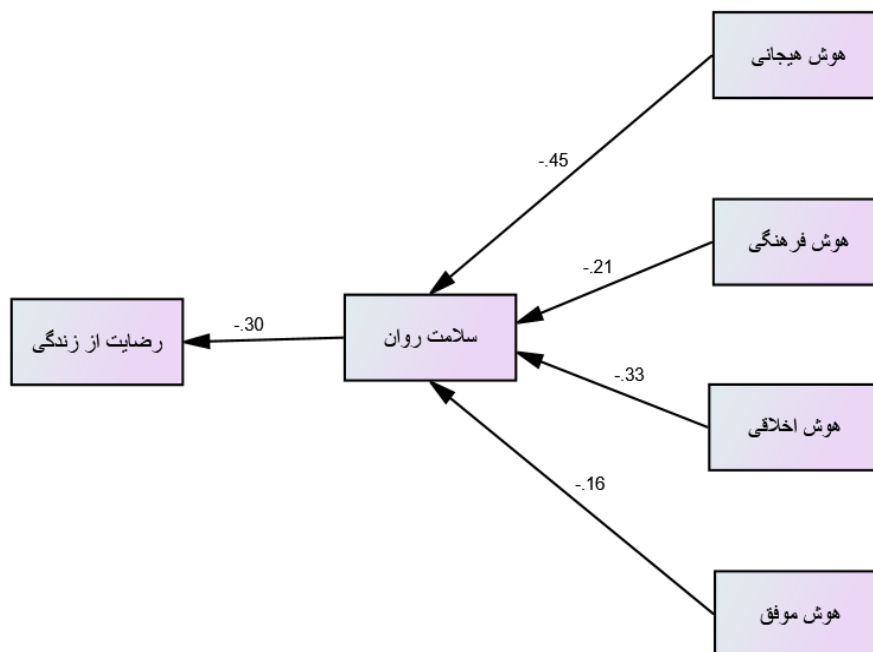 هوش هیجانی
-.45
هوش فرهنگی
-.21
رضایت از زندگی
-.30
سلامت روان
-.33
هوش اخلاقی
-.16
هوش موفق